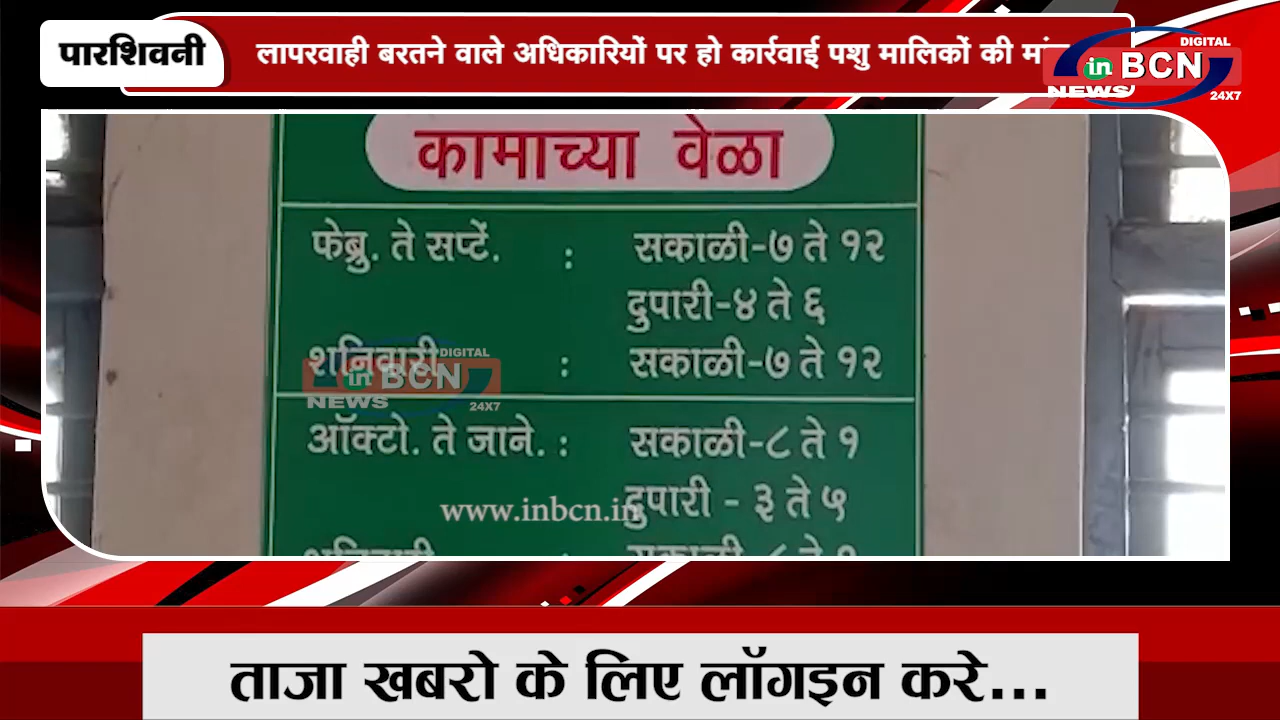 पारशिवनी
लापरवाही बरतने वाले अधिकारियों पर हो कार्रवाई पशु मालिकों की
DIGITAL
in BCN
NEWS
24X7
कामाच्या वेळा
फेब्रु. ते सप्टें. : सकाळी-७ ते १२
दुपारी-४ ते ६
शनिवारी : सकाळी-७ ते १२
DIGITAL
in BCN
NEWS
24X7
ऑक्टो. ते जाने. : सकाळी-८ ते १
दुपारी - ३ ते ५
www.inbcn.in
ताजा खबरो के लिए लॉगइन करे...